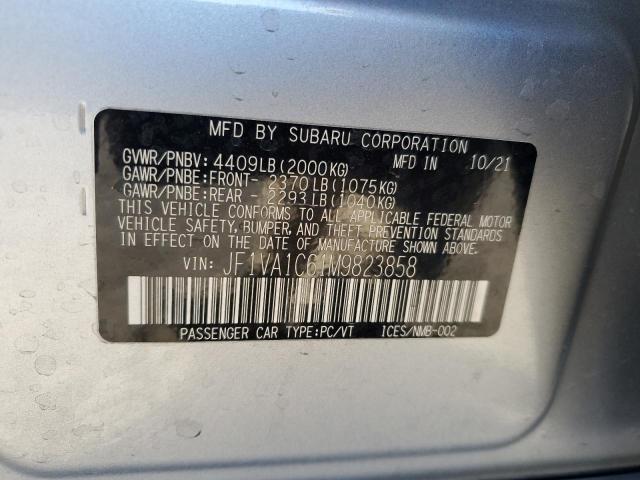 MFD BY SUBARU CORPORATION
GVWR/PNBV: 4409LB(2000KG) MFD IN 10/21
GAWR/PNBE:FRONT- 2370LB(1075KG)
GAWR/PNBE:REAR - 2293LB(1040KG)
THIS VEHICLE CONFORMS TO ALL APPLICABLE FEDERAL MOTOR
VEHICLE SAFETY, BUMPER, AND THEFT PREVENTION STANDARDS
IN EFFECT ON THE DATE OF MANUFACTURE SHOWN ABOVE.
VIN: JF1VA1C61M9823858
PASSENGER CAR TYPE:PC/VT ICES/NMB-002